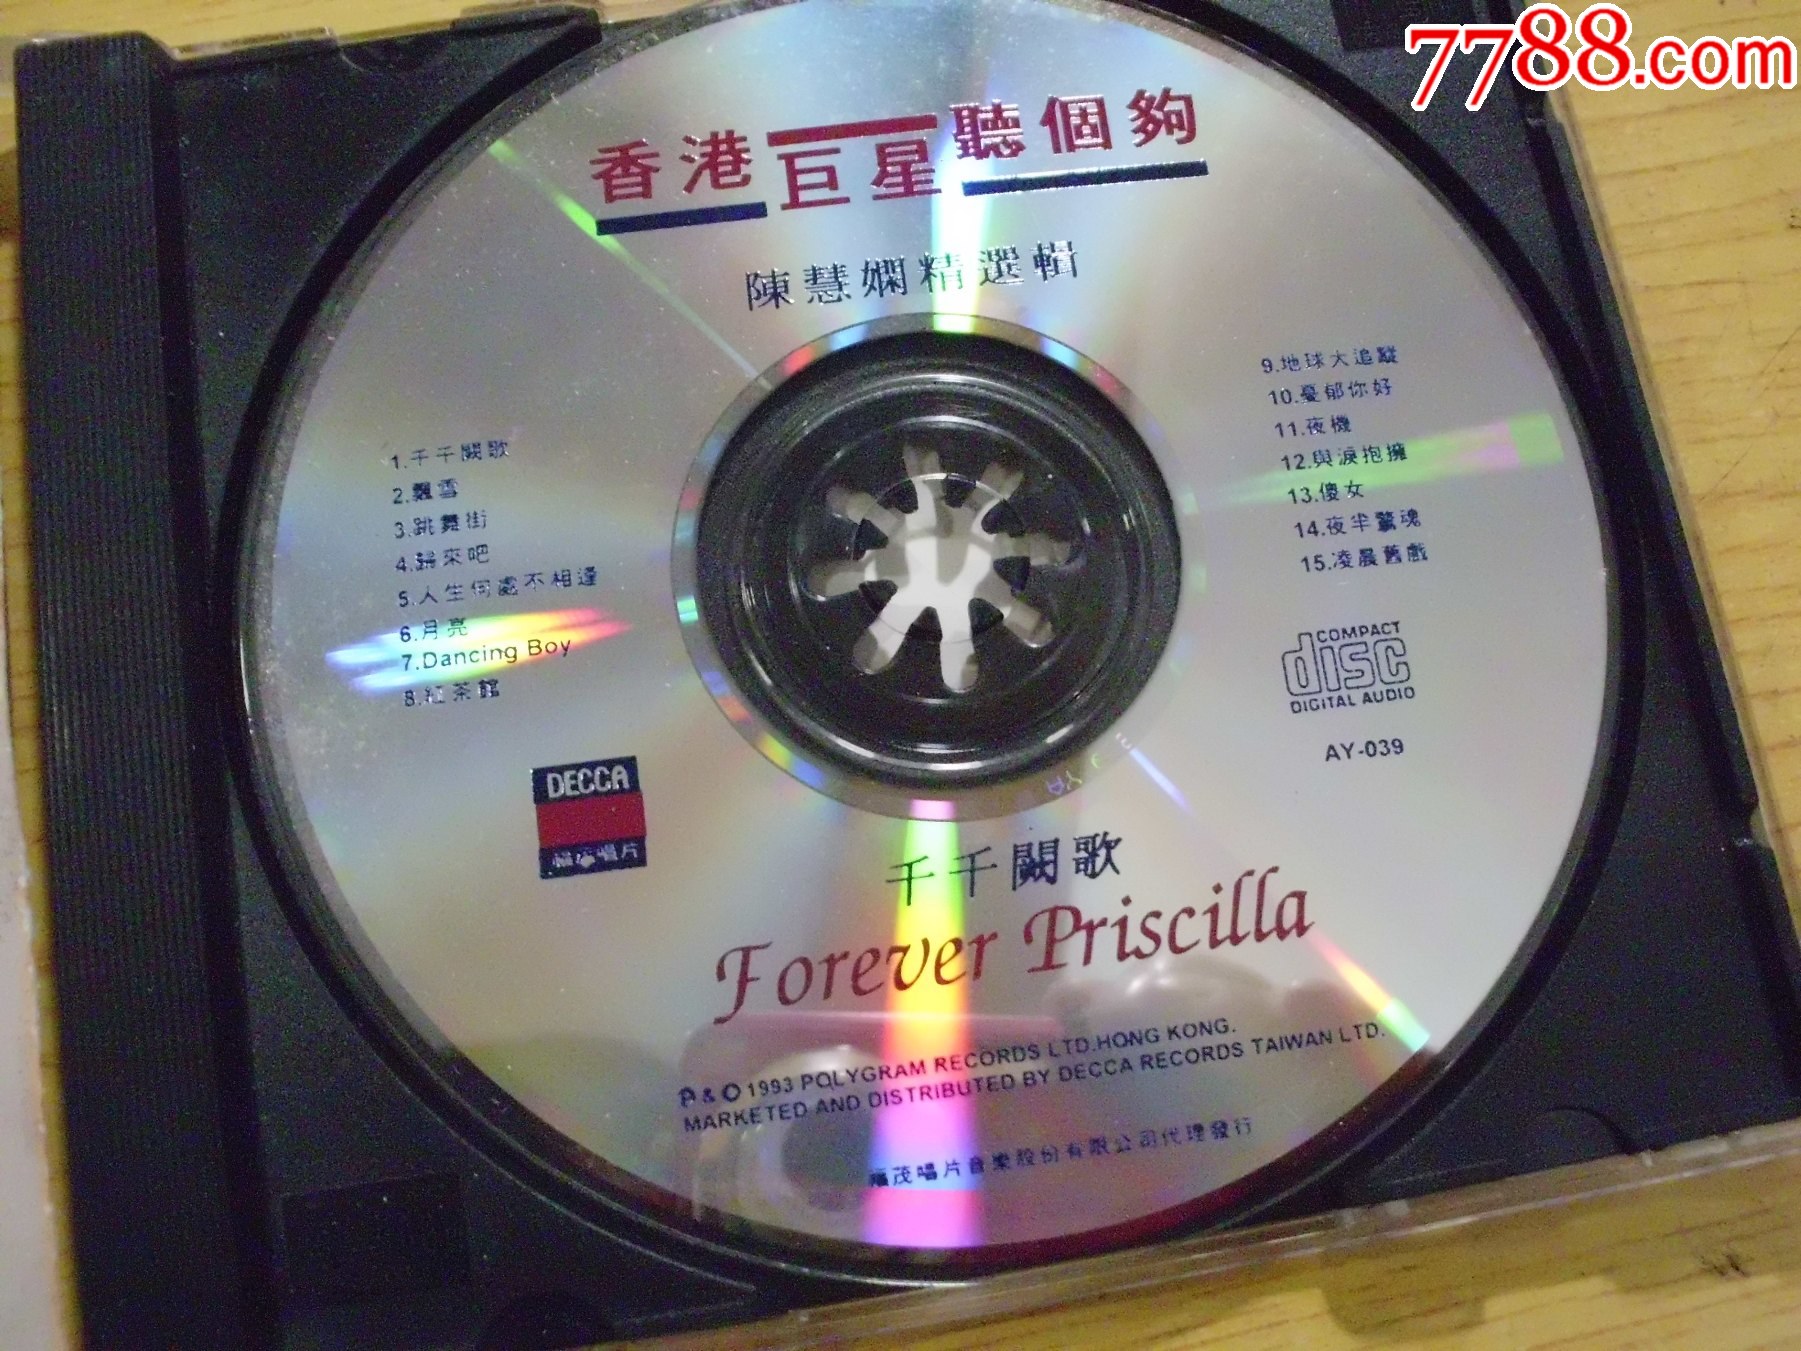 7788.com
香港巨星聽個夠
陳慧嫻精選輯
1.千千闕歌
2.飄雪
3.跳舞街
4.歸來吧
5.人生何處不相逢
6.月亮
7.Dancing Boy
8.紅茶館
9.地球大追蹤
10.憂郁你好
11.夜機
12.與淚抱擁
13.傻女
14.夜半驚魂
15.凌晨舊戲
COMPACT
disc
DIGITAL AUDIO
AY-039
DECCA
福茂唱片
千千闕歌
Forever Priscilla
℗ & © 1993 POLYGRAM RECORDS LTD.HONG KONG.
MARKETED AND DISTRIBUTED BY DECCA RECORDS TAIWAN LTD.
福茂唱片音樂股份有限公司代理發行